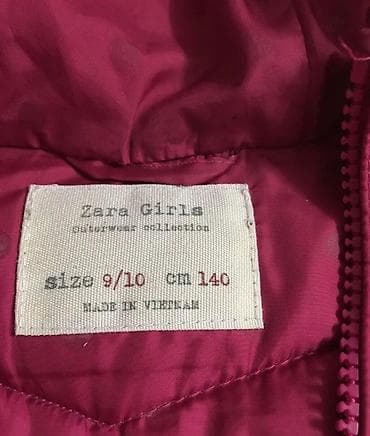 Zara Girls
outerwear collection
size 9/10 cm 140
MADE IN VIETNAM